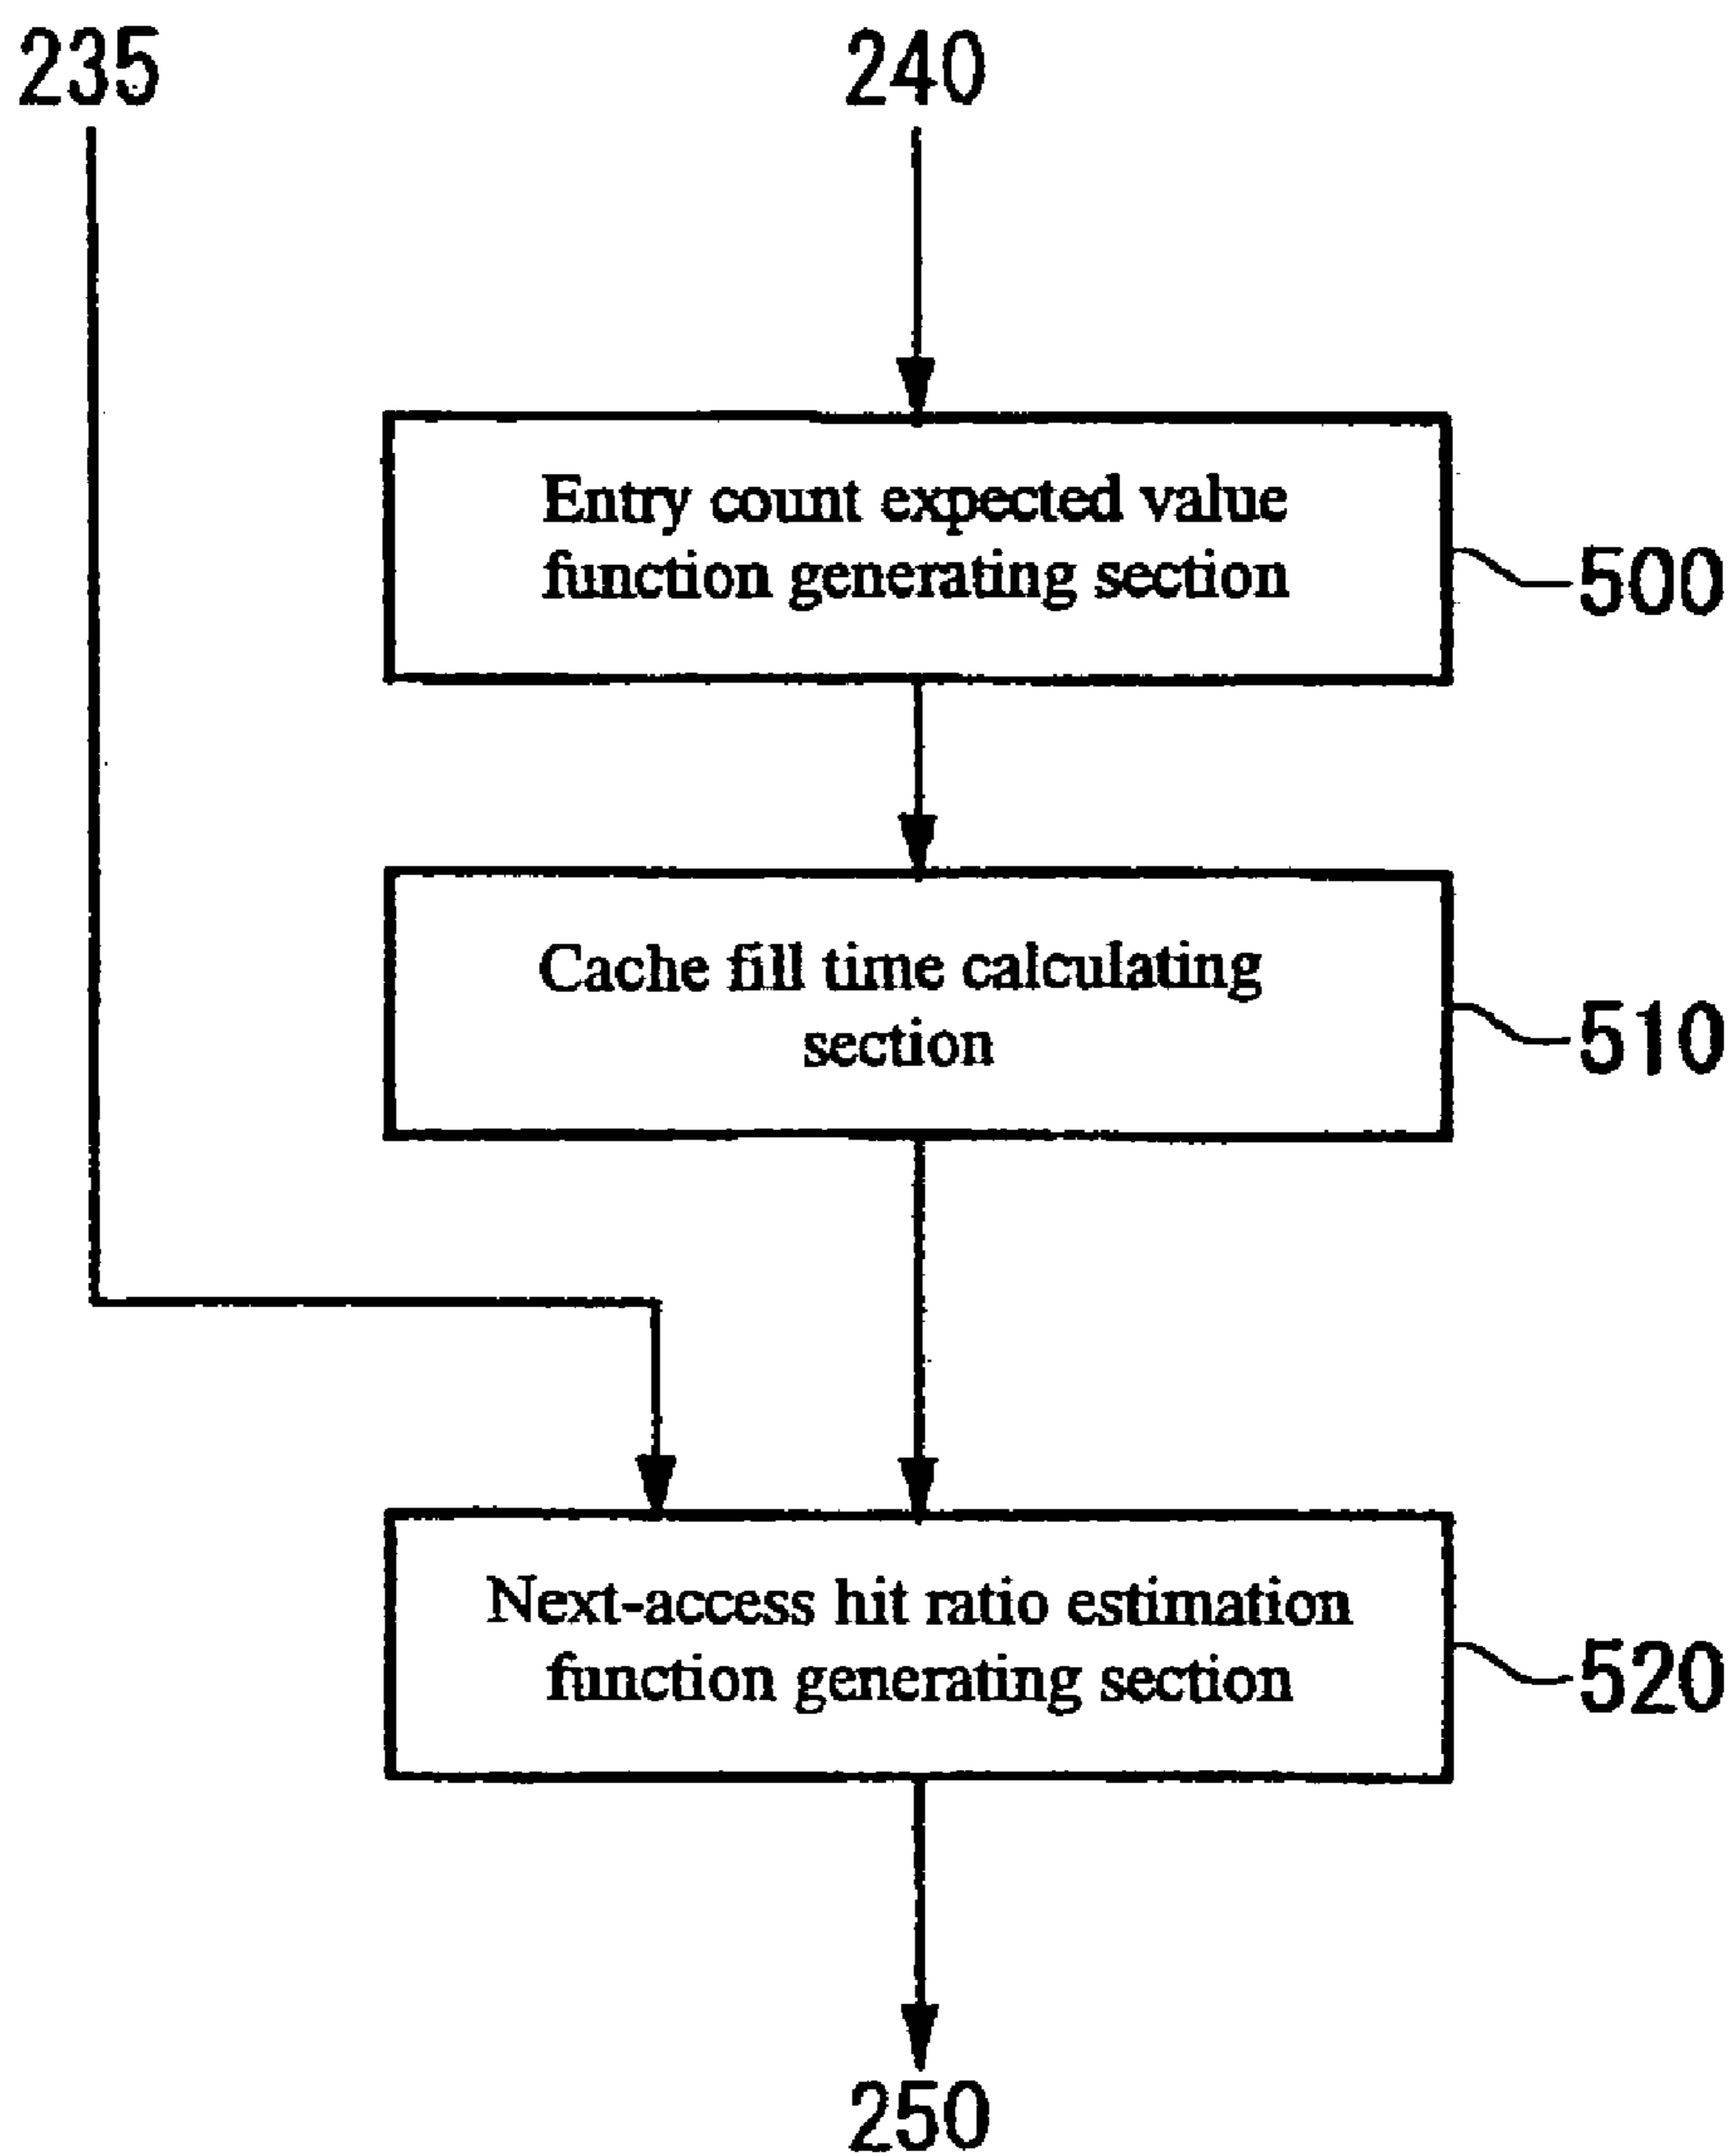 235
240
Entry count expected value
function generating section
500
Cache fill time calculating
section
510
Next-access hit ratio estimation
function generating section
520
250